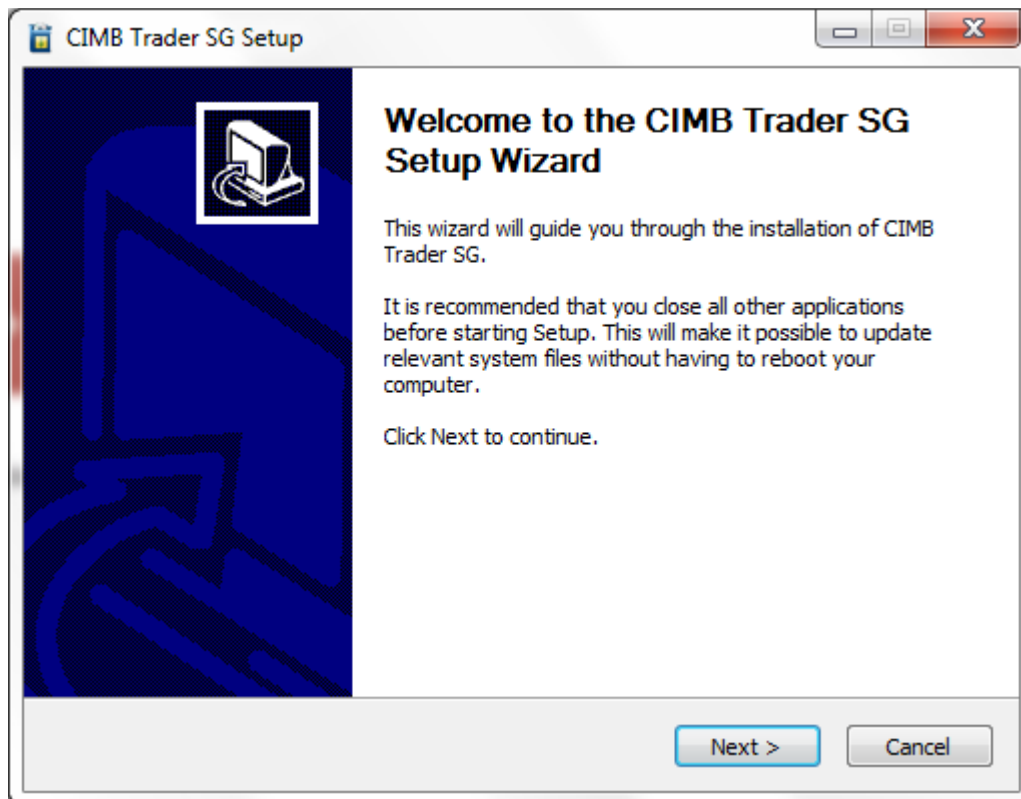 CIMB Trader SG Setup
Welcome to the CIMB Trader SG
Setup Wizard
This wizard will guide you through the installation of CIMB
Trader SG.
It is recommended that you close all other applications
before starting Setup. This will make it possible to update
relevant system files without having to reboot your
computer.
Click Next to continue.
Next >
Cancel